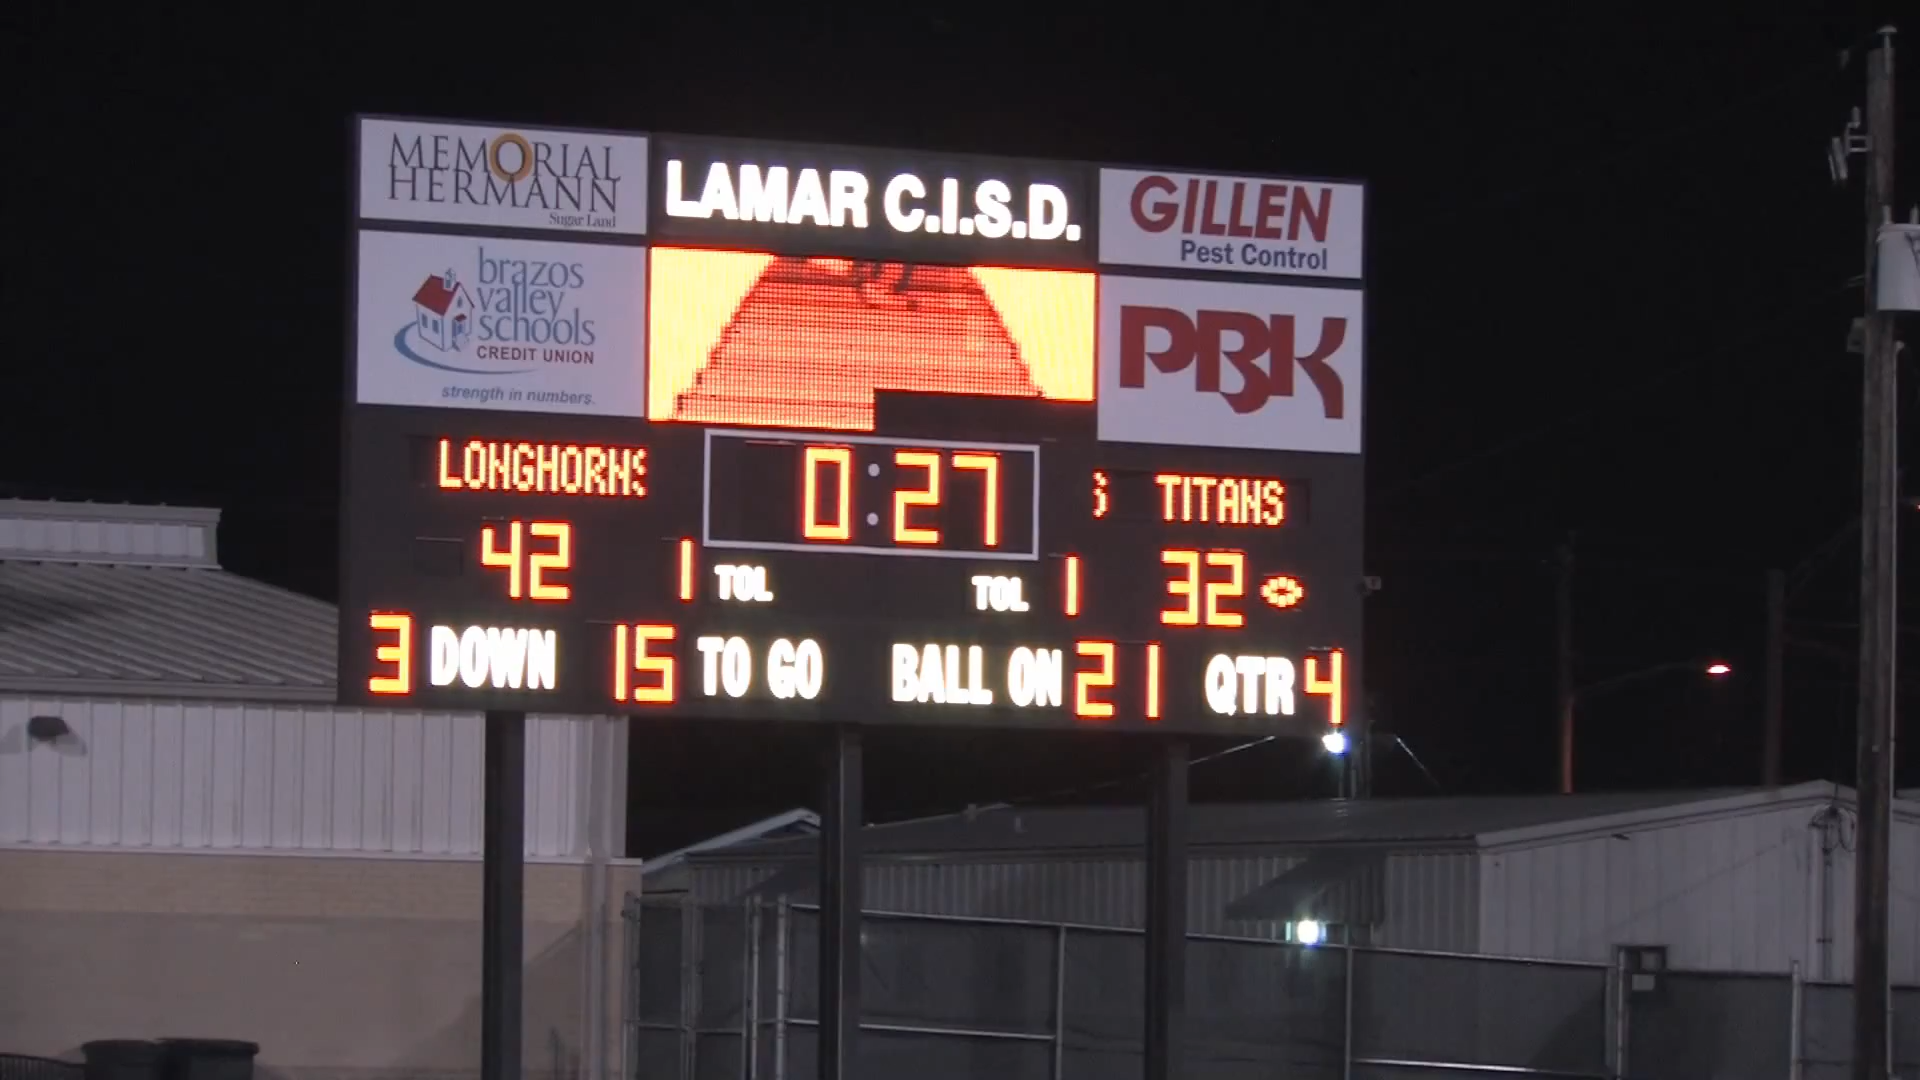 MEMORIAL
HERMANN
Sugar Land
LAMAR C.I.S.D.
GILLEN
Pest Control
brazos
valley
schools
CREDIT UNION
strength in numbers.
PBK
LONGHORNS
0:27
TITANS
42 1 TOL
TOL 1 32
3 DOWN 15 TO GO BALL ON 21 QTR 4